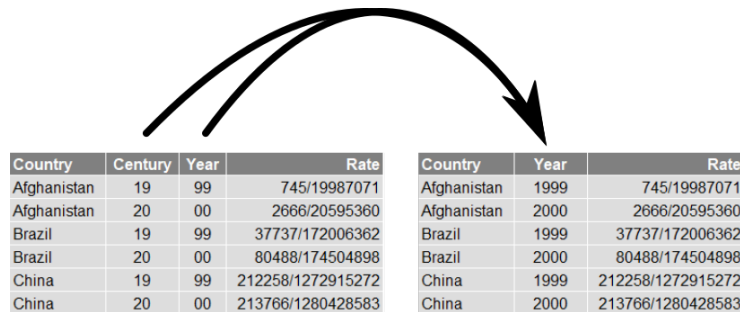 Country Century Year Rate
Afghanistan 19 99 745/19987071
Afghanistan 20 00 2666/20595360
Brazil 19 99 37737/172006362
Brazil 20 00 80488/174504898
China 19 99 212258/1272915272
China 20 00 213766/1280428583
Country Year Rate
Afghanistan 1999 745/19987071
Afghanistan 2000 2666/20595360
Brazil 1999 37737/172006362
Brazil 2000 80488/174504898
China 1999 212258/1272915272
China 2000 213766/1280428583